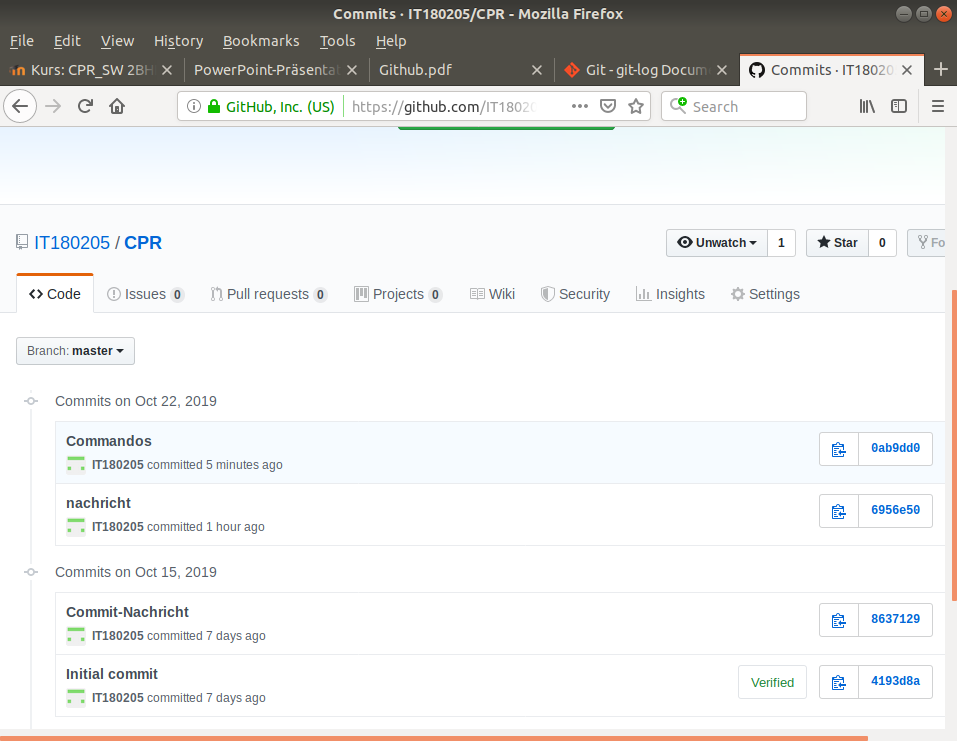 Commits · IT180205/CPR - Mozilla Firefox
File Edit View History Bookmarks Tools Help
Kurs: CPR_SW 2BH PowerPoint-Präsenta Github.pdf Git - git-log Docum Commits · IT18020
GitHub, Inc. (US) https://github.com/IT1802 Search
IT180205 / CPR Unwatch 1 Star 0 Fo
Code Issues 0 Pull requests 0 Projects 0 Wiki Security Insights Settings
Branch: master
Commits on Oct 22, 2019
Commandos
IT180205 committed 5 minutes ago 0ab9dd0
nachricht
IT180205 committed 1 hour ago 6956e50
Commits on Oct 15, 2019
Commit-Nachricht
IT180205 committed 7 days ago 8637129
Initial commit
IT180205 committed 7 days ago Verified 4193d8a